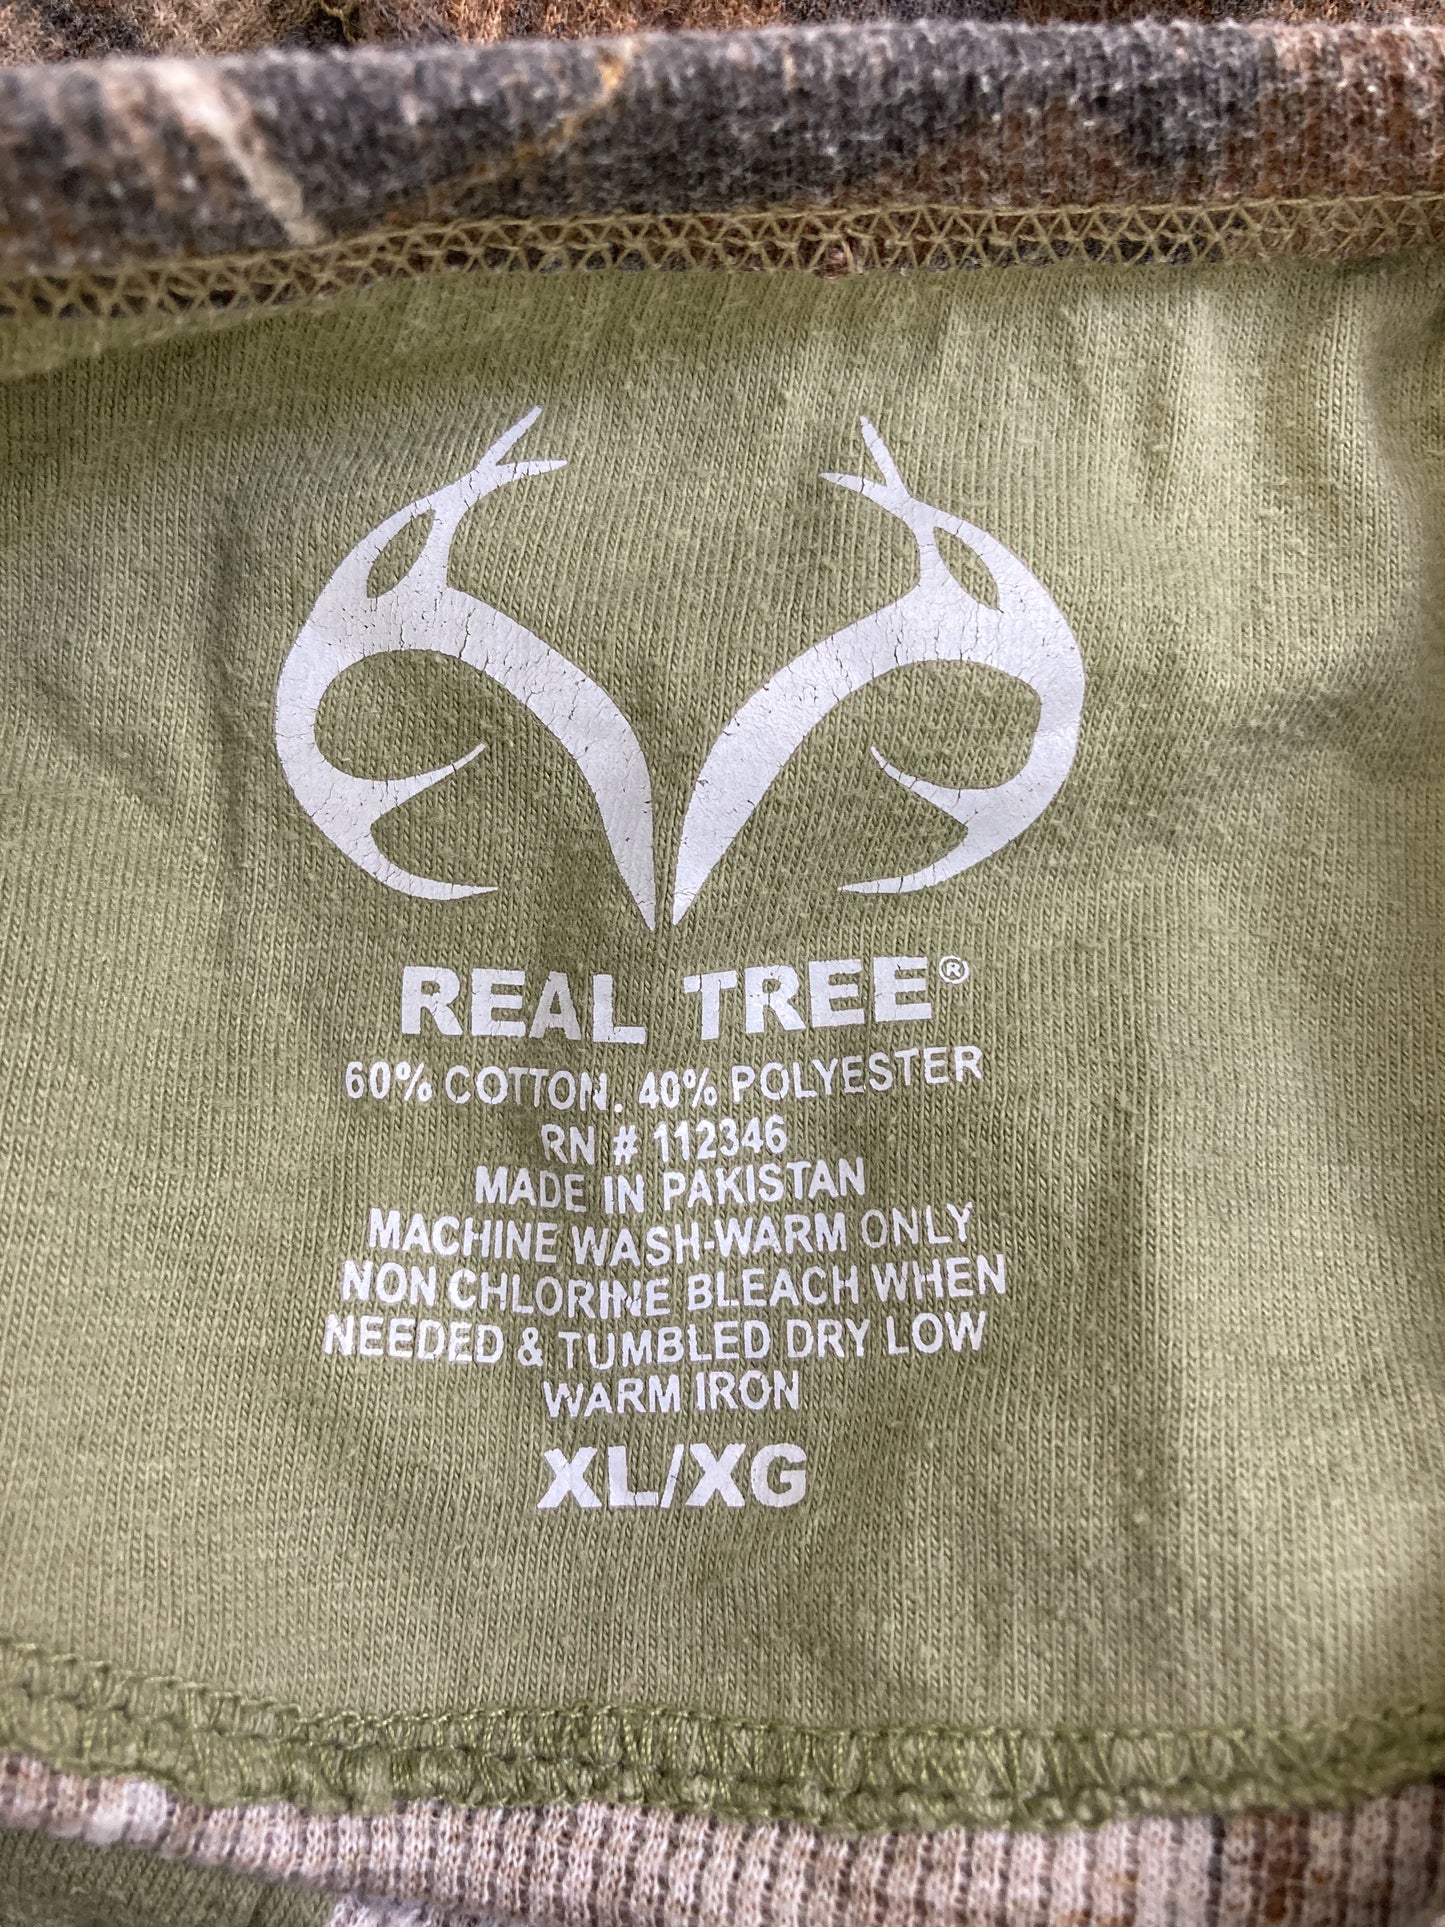 REAL TREE®
60% COTTON. 40% POLYESTER
RN # 112346
MADE IN PAKISTAN
MACHINE WASH-WARM ONLY
NON CHLORINE BLEACH WHEN
NEEDED & TUMBLED DRY LOW
WARM IRON
XL/XG